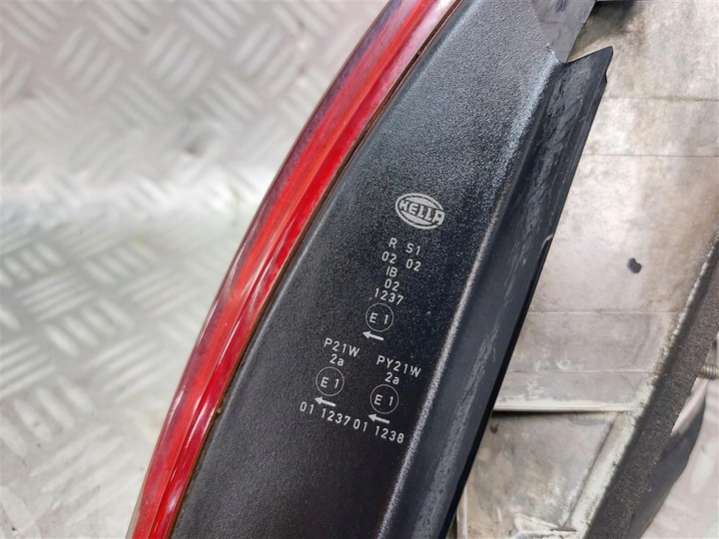 HELLA
R S1
02 02
IB
02
1237
E1
P21W
2a
E1
01 1237
PY21W
2a
E1
01 1238